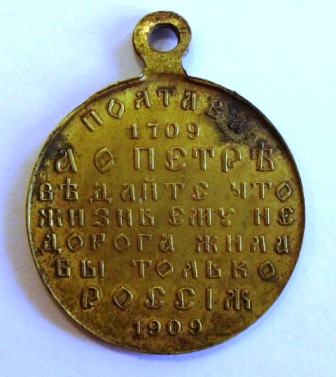 ПОЛТАВА
1709
А О ПЕТРѢ
ВѢДАЙТЕ ЧТО
ЖИЗНЬ ЕМУ НЕ
ДОРОГА ЖИЛА
БЫ ТОЛЬКО
РОССІЯ
1909